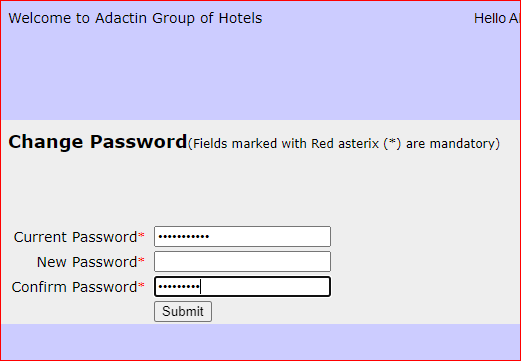 Welcome to Adactin Group of Hotels Hello
Change Password(Fields marked with Red asterix (*) are mandatory)
Current Password* •••••••••••
New Password*
Confirm Password* •••••••••
Submit